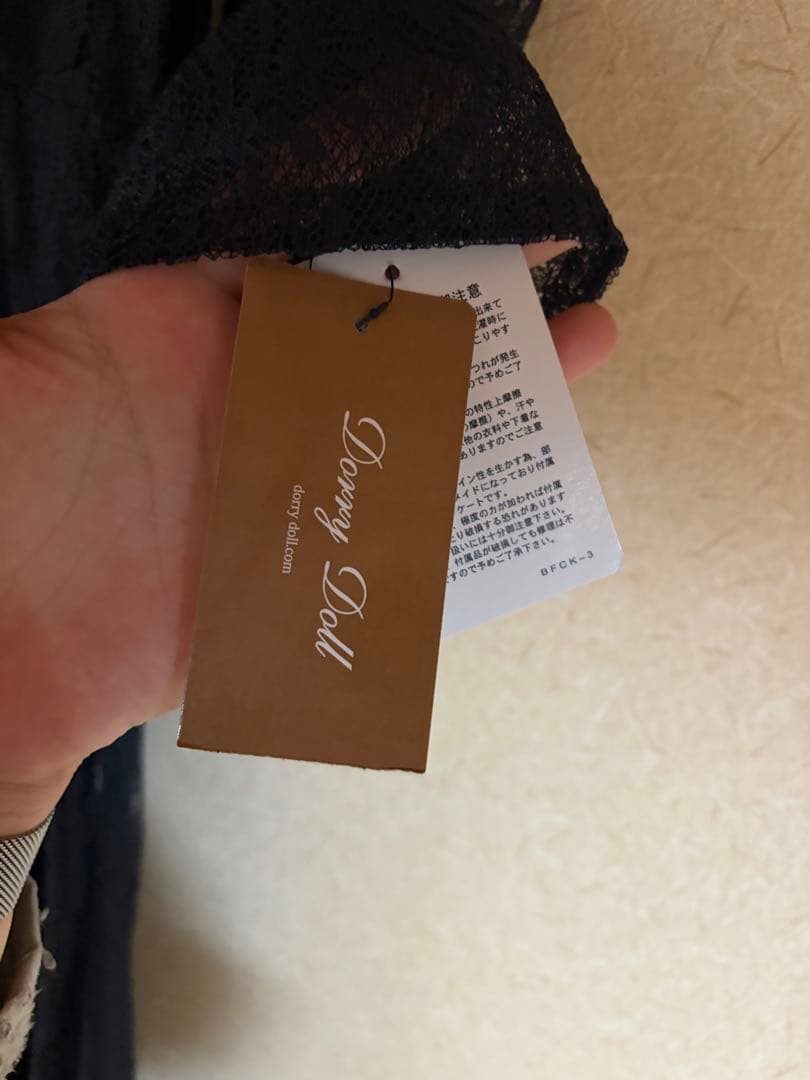 Dorry Doll
dorry doll.com
注意
出来て
濯時に
こりやす
つれが発生
ので予めご了
の特性上摩擦
摩擦）や、汗や
他の衣料や下着な
ありますのでご注意
イン性を生かす為、部
メイドになっており付属
ケートです。
極度の力が加われば付属
たり破損する恐れがあります
扱いには十分御注意下さい。
付属品が破損しても修理は不
すので予めご了承下さい。
BFCK-3